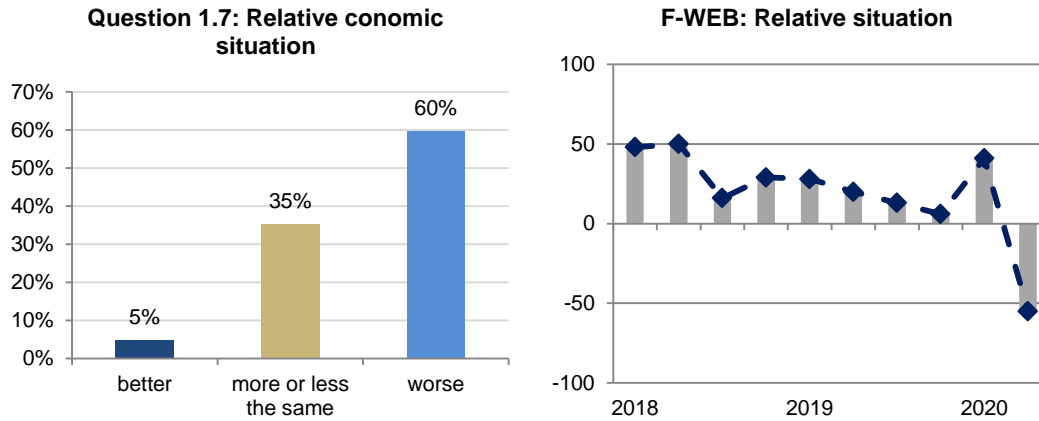 Question 1.7: Relative conomic
situation
70%
60%
50%
40%
30%
20%
10%
0%
5%
35%
60%
better
more or less
the same
worse
F-WEB: Relative situation
100
50
0
-50
-100
2018
2019
2020